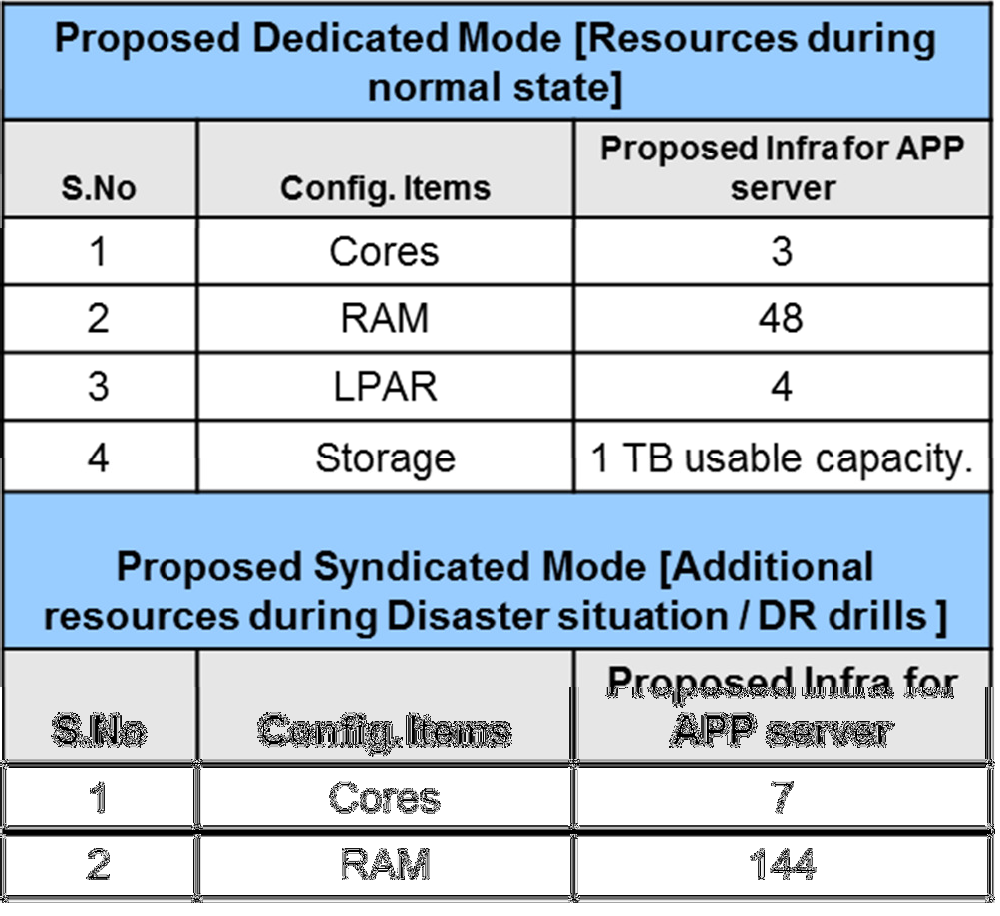 Proposed Dedicated Mode [Resources during
normal state]
S.No Config. Items Proposed Infra for APP server
1 Cores 3
2 RAM 48
3 LPAR 4
4 Storage 1 TB usable capacity.
Proposed Syndicated Mode [Additional
resources during Disaster situation / DR drills ]
S.No Config. Items Proposed Infra for APP server
1 Cores 7
2 RAM 144